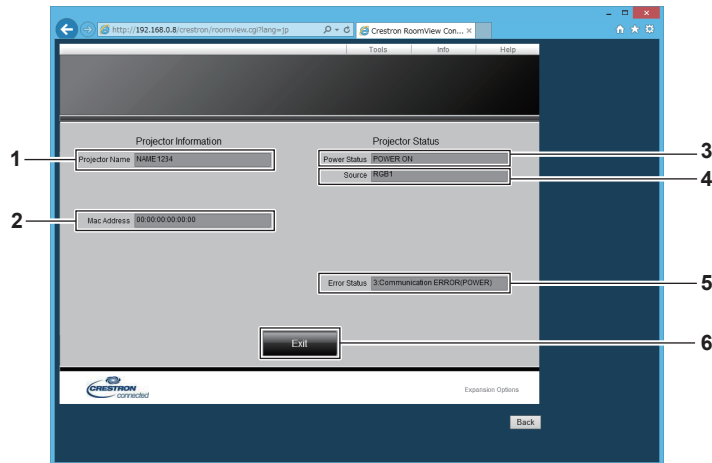 http://192.168.0.8/crestron/roomview.cgi?lang=jp
Crestron RoomView Con...
Tools Info Help
Projector Information
Projector Status
1
Projector Name NAME1234
Power Status POWER ON
3
Source RGB1
4
2
Mac Address 00:00:00:00:00:00
Error Status 3:Communication ERROR(POWER)
5
Exit
6
CRESTRON
connected
Expansion Options
Back